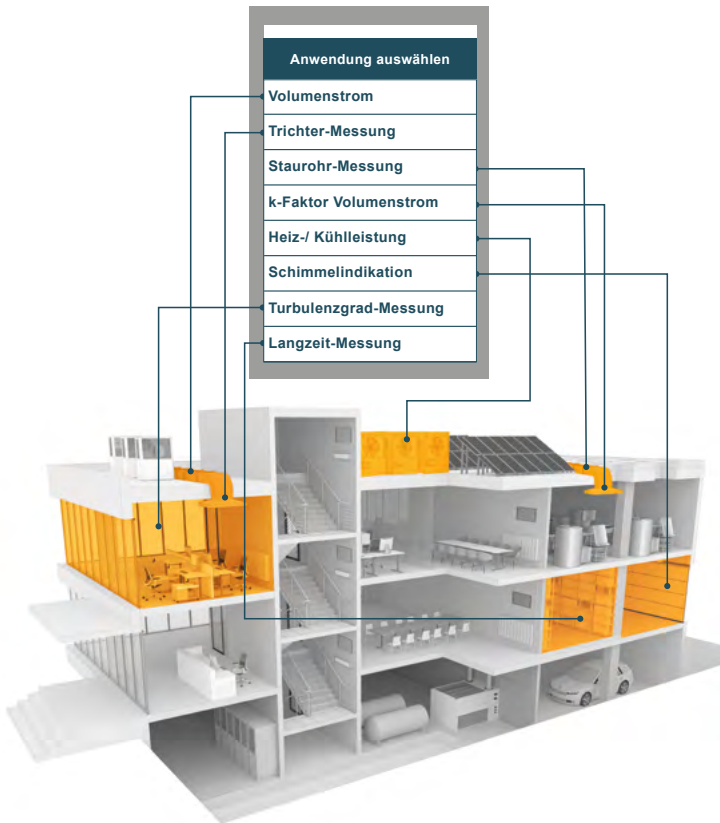 Anwendung auswählen
Volumenstrom
Trichter-Messung
Staurohr-Messung
k-Faktor Volumenstrom
Heiz-/ Kühlleistung
Schimmelindikation
Turbulenzgrad-Messung
Langzeit-Messung